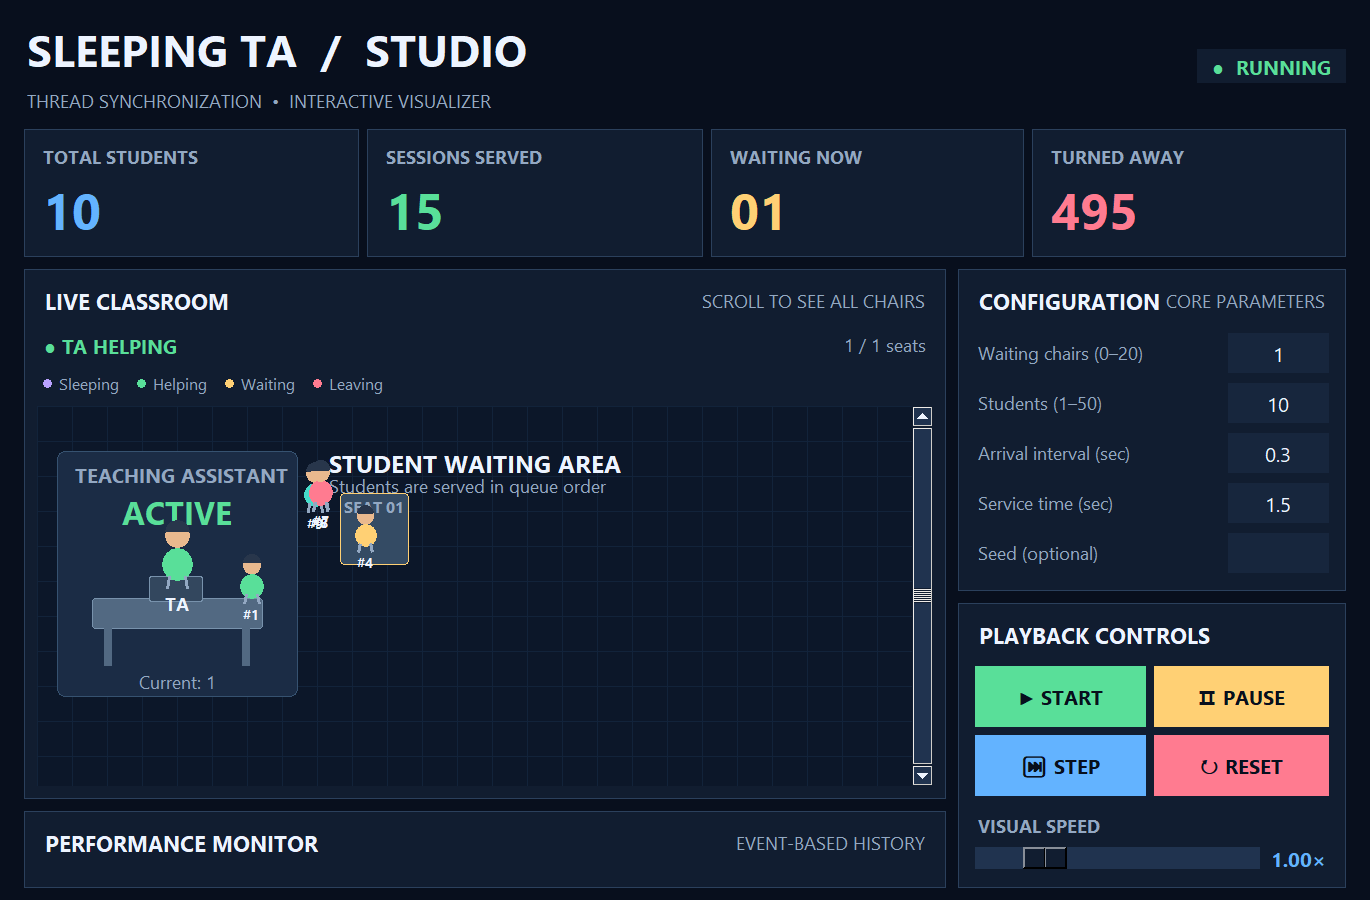 SLEEPING TA / STUDIO
● RUNNING
THREAD SYNCHRONIZATION • INTERACTIVE VISUALIZER
TOTAL STUDENTS
10
SESSIONS SERVED
15
WAITING NOW
01
TURNED AWAY
495
LIVE CLASSROOM
SCROLL TO SEE ALL CHAIRS
● TA HELPING
1 / 1 seats
Sleeping
Helping
Waiting
Leaving
TEACHING ASSISTANT
ACTIVE
TA
#1
Current: 1
STUDENT WAITING AREA
Students are served in queue order
SEAT 01
#4
CONFIGURATION
CORE PARAMETERS
Waiting chairs (0–20)
1
Students (1–50)
10
Arrival interval (sec)
0.3
Service time (sec)
1.5
Seed (optional)
PLAYBACK CONTROLS
▶ START
⏸ PAUSE
⏭ STEP
↻ RESET
VISUAL SPEED
1.00×
PERFORMANCE MONITOR
EVENT-BASED HISTORY